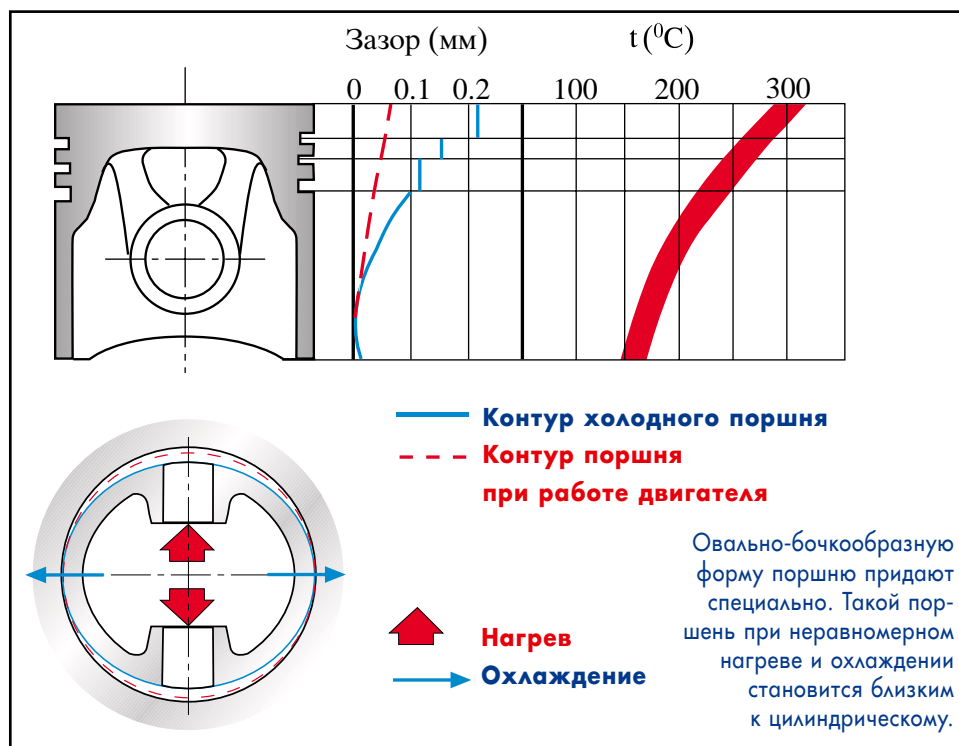 Зазор (мм)
t (⁰C)
0 0.1 0.2 100 200 300
Контур холодного поршня
Контур поршня
при работе двигателя
Овально-бочкообразную
форму поршню придают
специально. Такой пор-
шень при неравномерном
нагреве и охлаждении
становится близким
к цилиндрическому.
Нагрев
Охлаждение